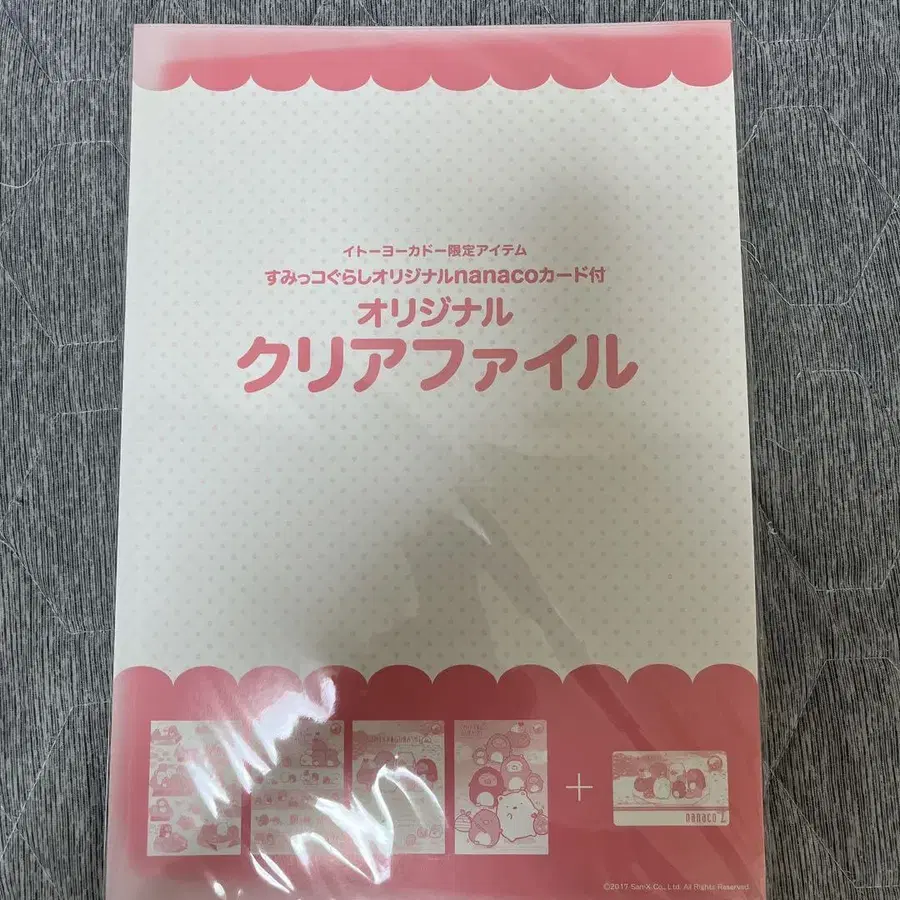 イトーヨーカドー限定アイテム
すみっコぐらしオリジナルnanacoカード付
オリジナル
クリアファイル
nanaco
©2017 San-X Co., Ltd. All Rights Reserved.